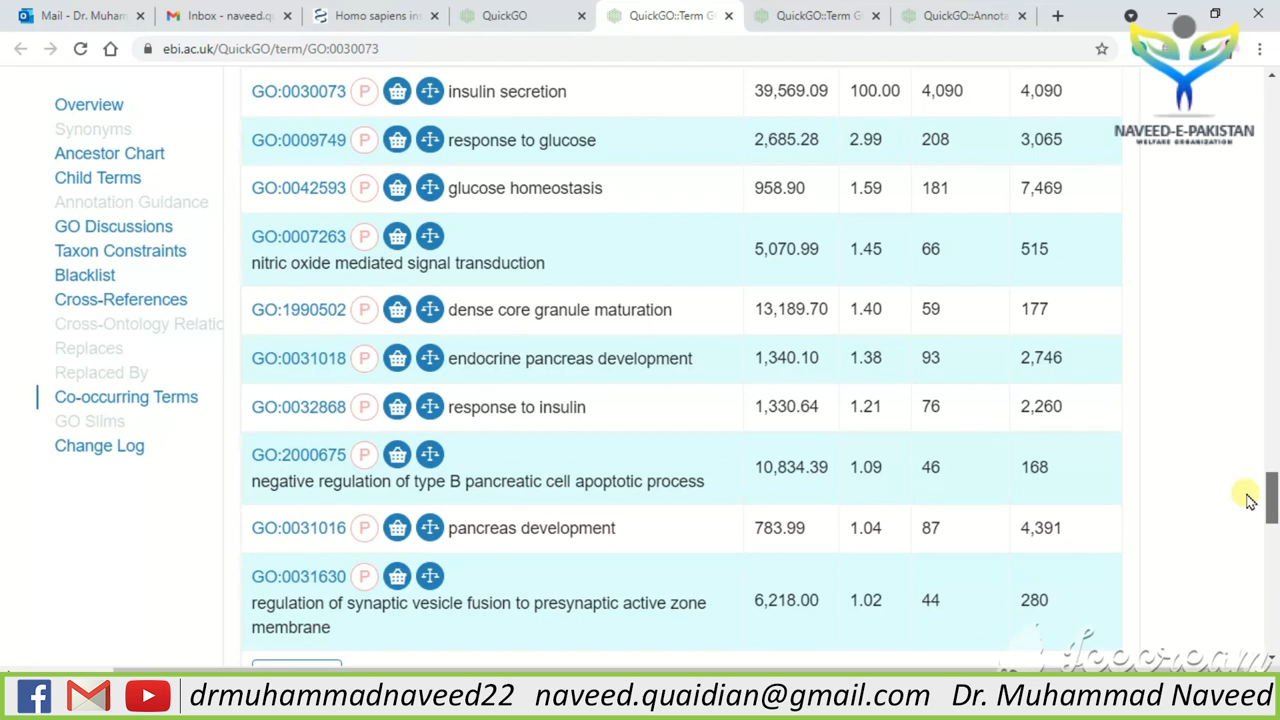 Mail - Dr. Muham
Inbox - naveed.q
Homo sapiens ins
QuickGO
QuickGO::Term G
QuickGO::Term G
QuickGO::Annota
ebi.ac.uk/QuickGO/term/GO:0030073
NAVEED-E-PAKISTAN
WELFARE ORGANIZATION
Overview
Synonyms
Ancestor Chart
Child Terms
Annotation Guidance
GO Discussions
Taxon Constraints
Blacklist
Cross-References
Cross-Ontology Relatic
Replaces
Replaced By
Co-occurring Terms
GO Slims
Change Log
GO:0030073 P insulin secretion 39,569.09 100.00 4,090 4,090
GO:0009749 P response to glucose 2,685.28 2.99 208 3,065
GO:0042593 P glucose homeostasis 958.90 1.59 181 7,469
GO:0007263 P
nitric oxide mediated signal transduction 5,070.99 1.45 66 515
GO:1990502 P dense core granule maturation 13,189.70 1.40 59 177
GO:0031018 P endocrine pancreas development 1,340.10 1.38 93 2,746
GO:0032868 P response to insulin 1,330.64 1.21 76 2,260
GO:2000675 P
negative regulation of type B pancreatic cell apoptotic process 10,834.39 1.09 46 168
GO:0031016 P pancreas development 783.99 1.04 87 4,391
GO:0031630 P
regulation of synaptic vesicle fusion to presynaptic active zone 6,218.00 1.02 44 280
membrane
drmuhammadnaveed22 naveed.quaidian@gmail.com Dr. Muhammad Naveed